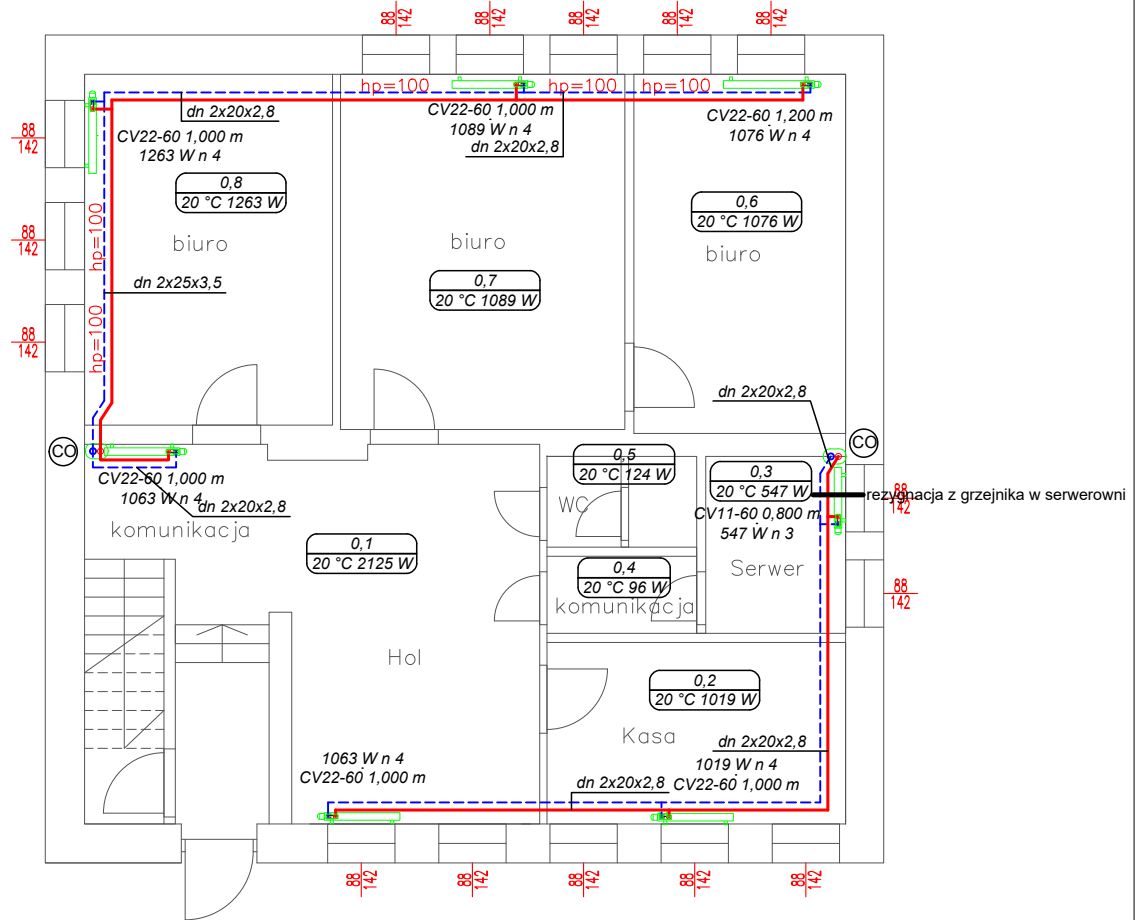 88
142
88
142
88
142
88
142
88
142
hp=100
hp=100
hp=100
dn 2x20x2,8
CV22-60 1,000 m
1263 W n 4
CV22-60 1,000 m
1089 W n 4
dn 2x20x2,8
CV22-60 1,200 m
1076 W n 4
88
142
0,8
20 °C 1263 W
biuro
0,7
20 °C 1089 W
biuro
0,6
20 °C 1076 W
biuro
88
142
hp=100
dn 2x25x3,5
88
142
hp=100
dn 2x20x2,8
CO
CO
CV22-60 1,000 m
1063 W n 4
dn 2x20x2,8
komunikacja
0,5
20 °C 124 W
WC
0,3
20 °C 547 W
rezygnacja z grzejnika w serwerowni
CV11-60 0,800 m
547 W n 3
88
142
Serwer
0,1
20 °C 2125 W
0,4
20 °C 96 W
komunikacja
88
142
Hol
0,2
20 °C 1019 W
Kasa
dn 2x20x2,8
1063 W n 4
CV22-60 1,000 m
1019 W n 4
CV22-60 1,000 m
dn 2x20x2,8
88
142
88
142
88
142
88
142
88
142